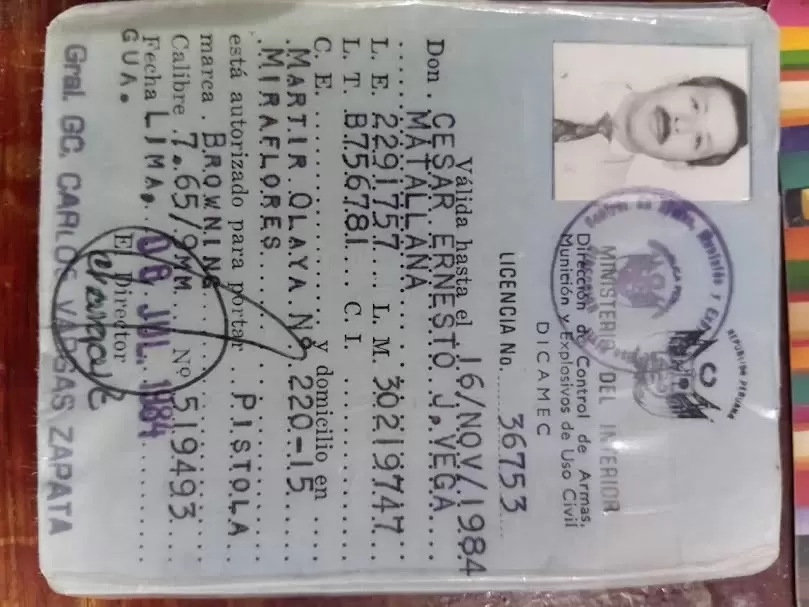 REPUBLICA PERUANA
MINISTERIO DEL INTERIOR
Dirección de Control de Armas,
Munición y Explosivos de Uso Civil
DICAMEC
LICENCIA No. 36753
Válida hasta el 16/NOV/1984
Don. CESAR ERNESTO J. VEGA
MATALLANA
L. E. 2291757 L. M 30219747
L. T. B756781 C. I.
C. E. y domicilio en
MARTIR OLAYA Nº 220-15
MIRAFLORES
está autorizado para portar PISTOLA
marca. BROWNING
Calibre 7.65/9MM. Nº 519493
Fecha LIMA, 06 JUL. 1984
GUA. El Director
Gral. GC. CARLOS VARGAS ZAPATA